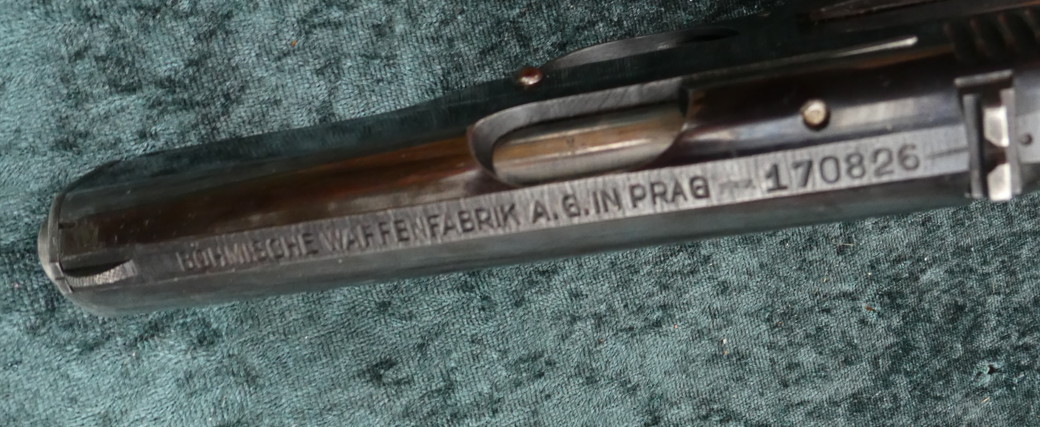 BÖHMISCHE WAFFENFABRIK A. G. IN PRAG 170826